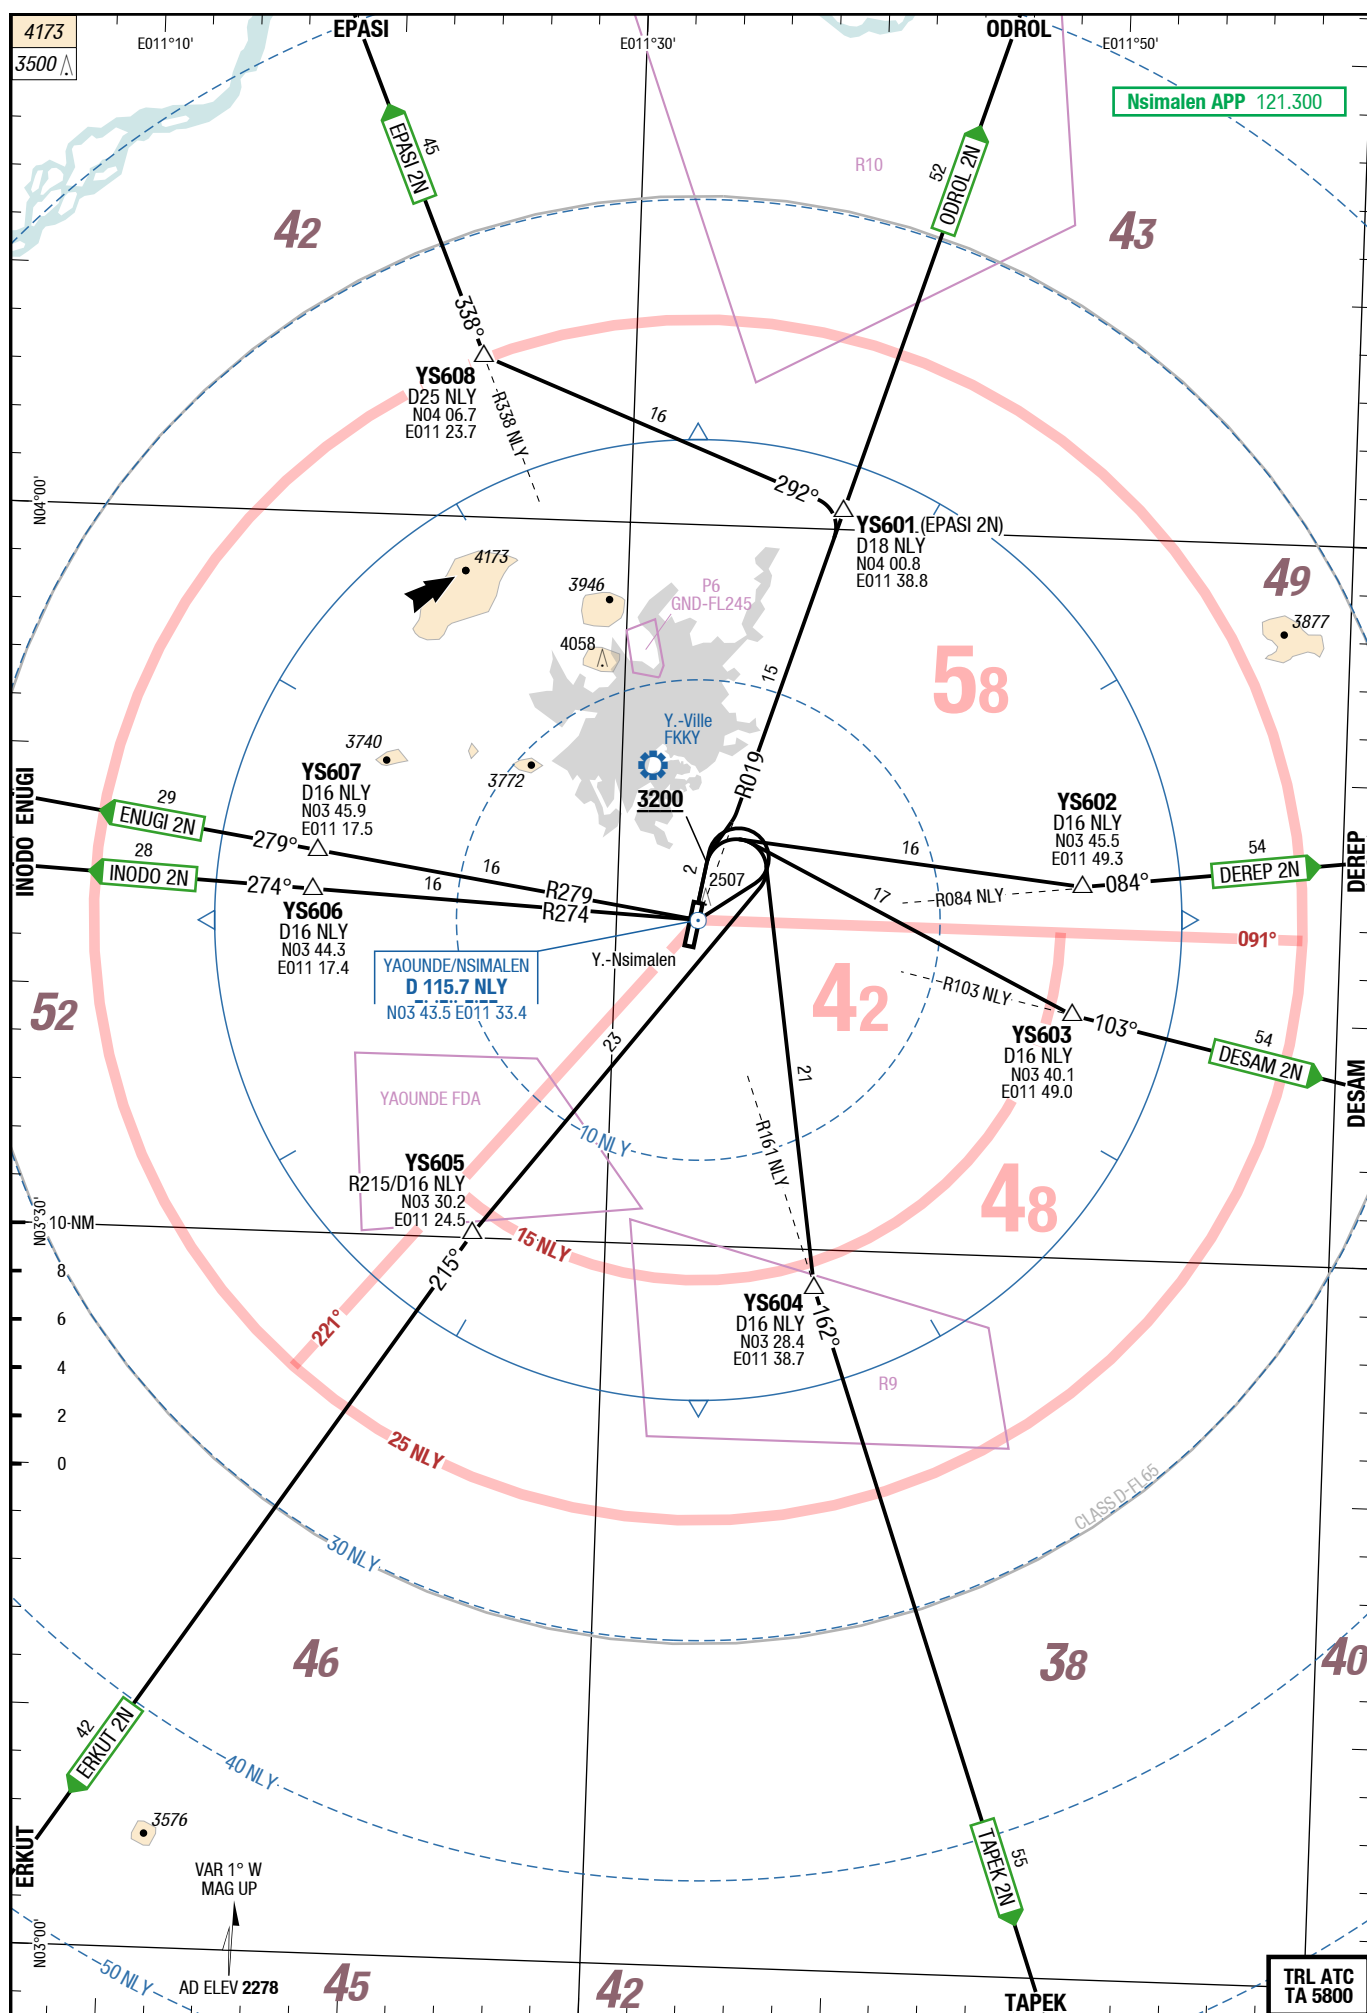 4173
3500
E011°10'
EPASI
E011°30'
ODROL
E011°50'
Nsimalen APP 121.300
EPASI 2N
45
52
ODROL 2N
R10
42
43
338°
YS608
D25 NLY
N04 06.7
E011 23.7
R338 NLY
16
292°
N04°00'
YS601 (EPASI 2N)
D18 NLY
N04 00.8
E011 38.8
4173
3946
P6
GND-FL245
4058
49
3877
58
15
Y.-Ville
FKKY
R019
3740
3772
3200
YS607
D16 NLY
N03 45.9
E011 17.5
ENUGI
INODO
29
ENUGI 2N
279°
28
INODO 2N
274°
16
16
R279
R274
2
2507
YS606
D16 NLY
N03 44.3
E011 17.4
YS602
D16 NLY
N03 45.5
E011 49.3
16
17
R084 NLY
084°
54
DEREP 2N
DEREP
091°
YAOUNDE/NSIMALEN
D 115.7 NLY
N03 43.5 E011 33.4
Y.-Nsimalen
52
42
R103 NLY
YS603
D16 NLY
N03 40.1
E011 49.0
103°
54
DESAM 2N
DESAM
23
21
YAOUNDE FDA
10 NLY
R161 NLY
YS605
R215/D16 NLY
N03 30.2
E011 24.5
48
N03°30'
10 NM
8
6
4
2
0
15 NLY
215°
221°
YS604
D16 NLY
N03 28.4
E011 38.7
162°
R9
25 NLY
CLASS D-FL65
30 NLY
46
38
40
42
ERKUT 2N
40 NLY
ERKUT
3576
TAPEK 2N
55
VAR 1° W
MAG UP
N03°00'
50 NLY
AD ELEV 2278
45
42
TAPEK
TRL ATC
TA 5800